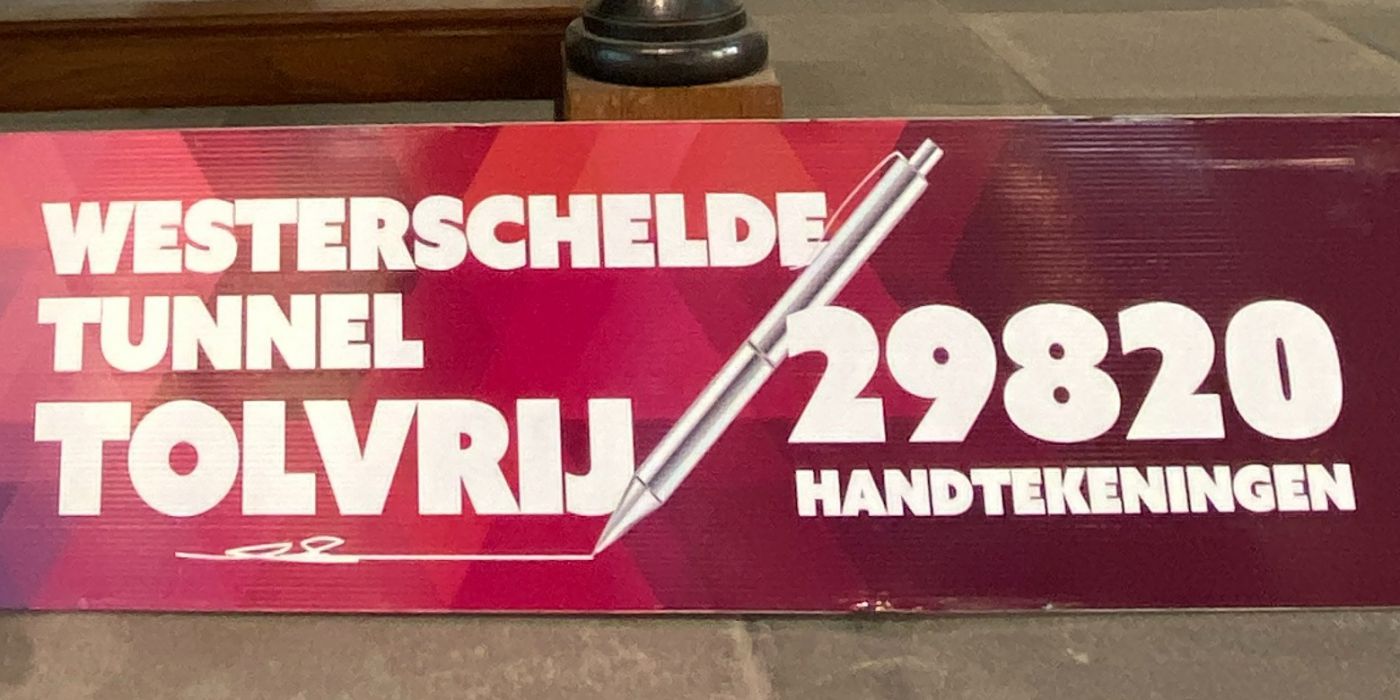 WESTERSCHELDE
TUNNEL
TOLVRIJ
29820
HANDTEKENINGEN